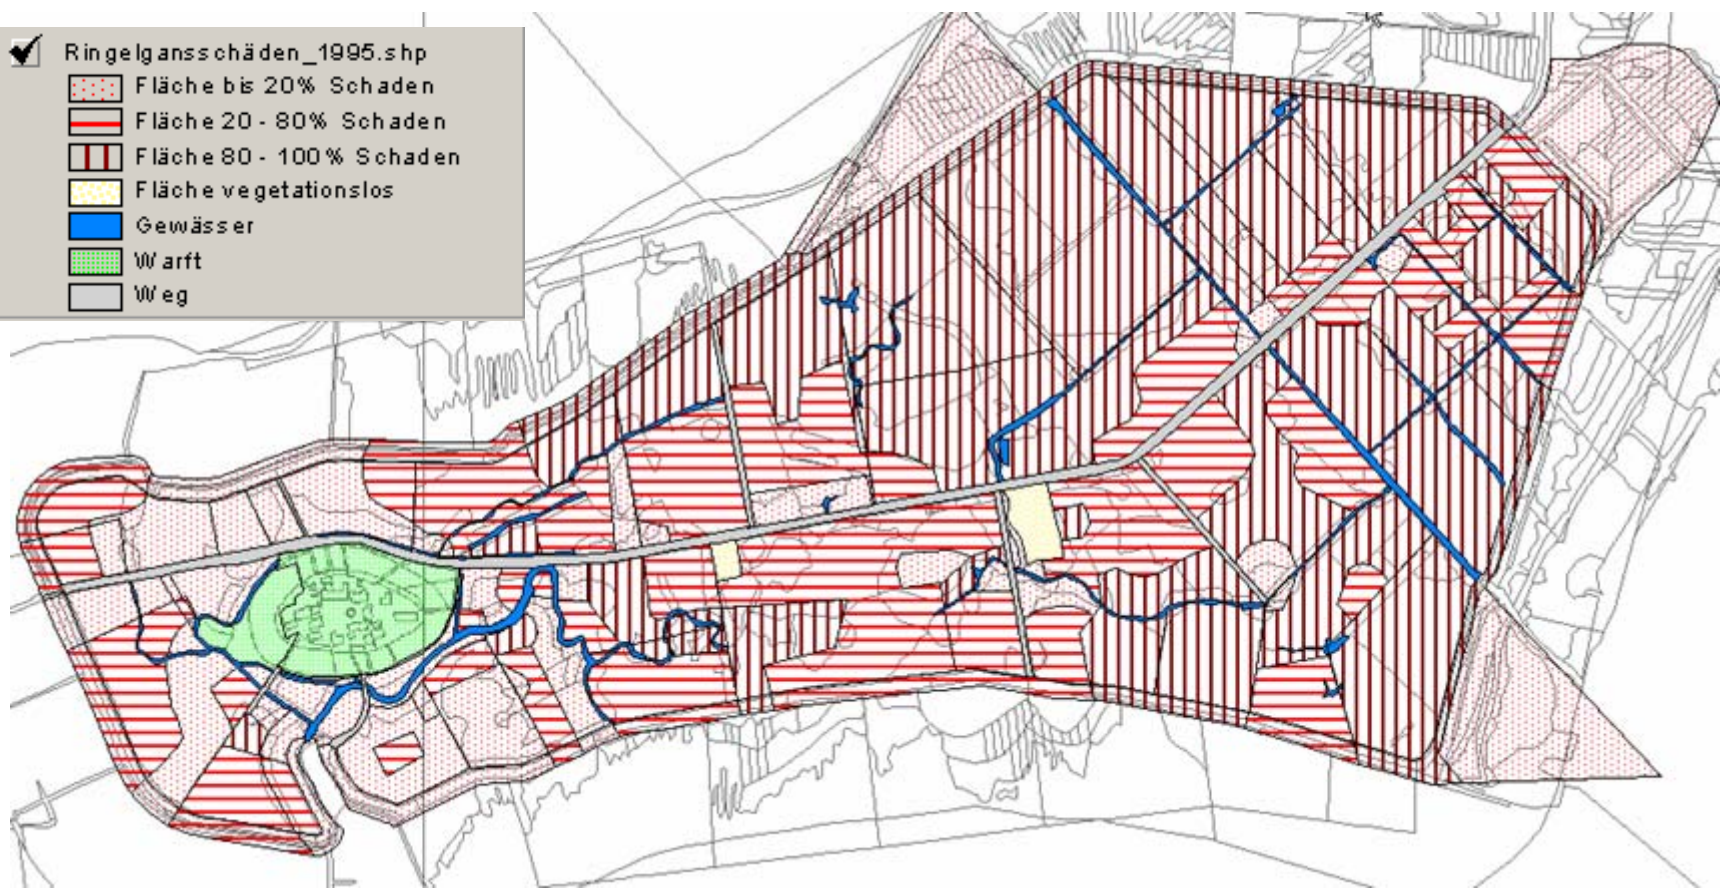 Ringelgansschäden_1995.shp
Fläche bis 20% Schaden
Fläche 20 - 80% Schaden
Fläche 80 - 100% Schaden
Fläche vegetationslos
Gewässer
Warft
Weg